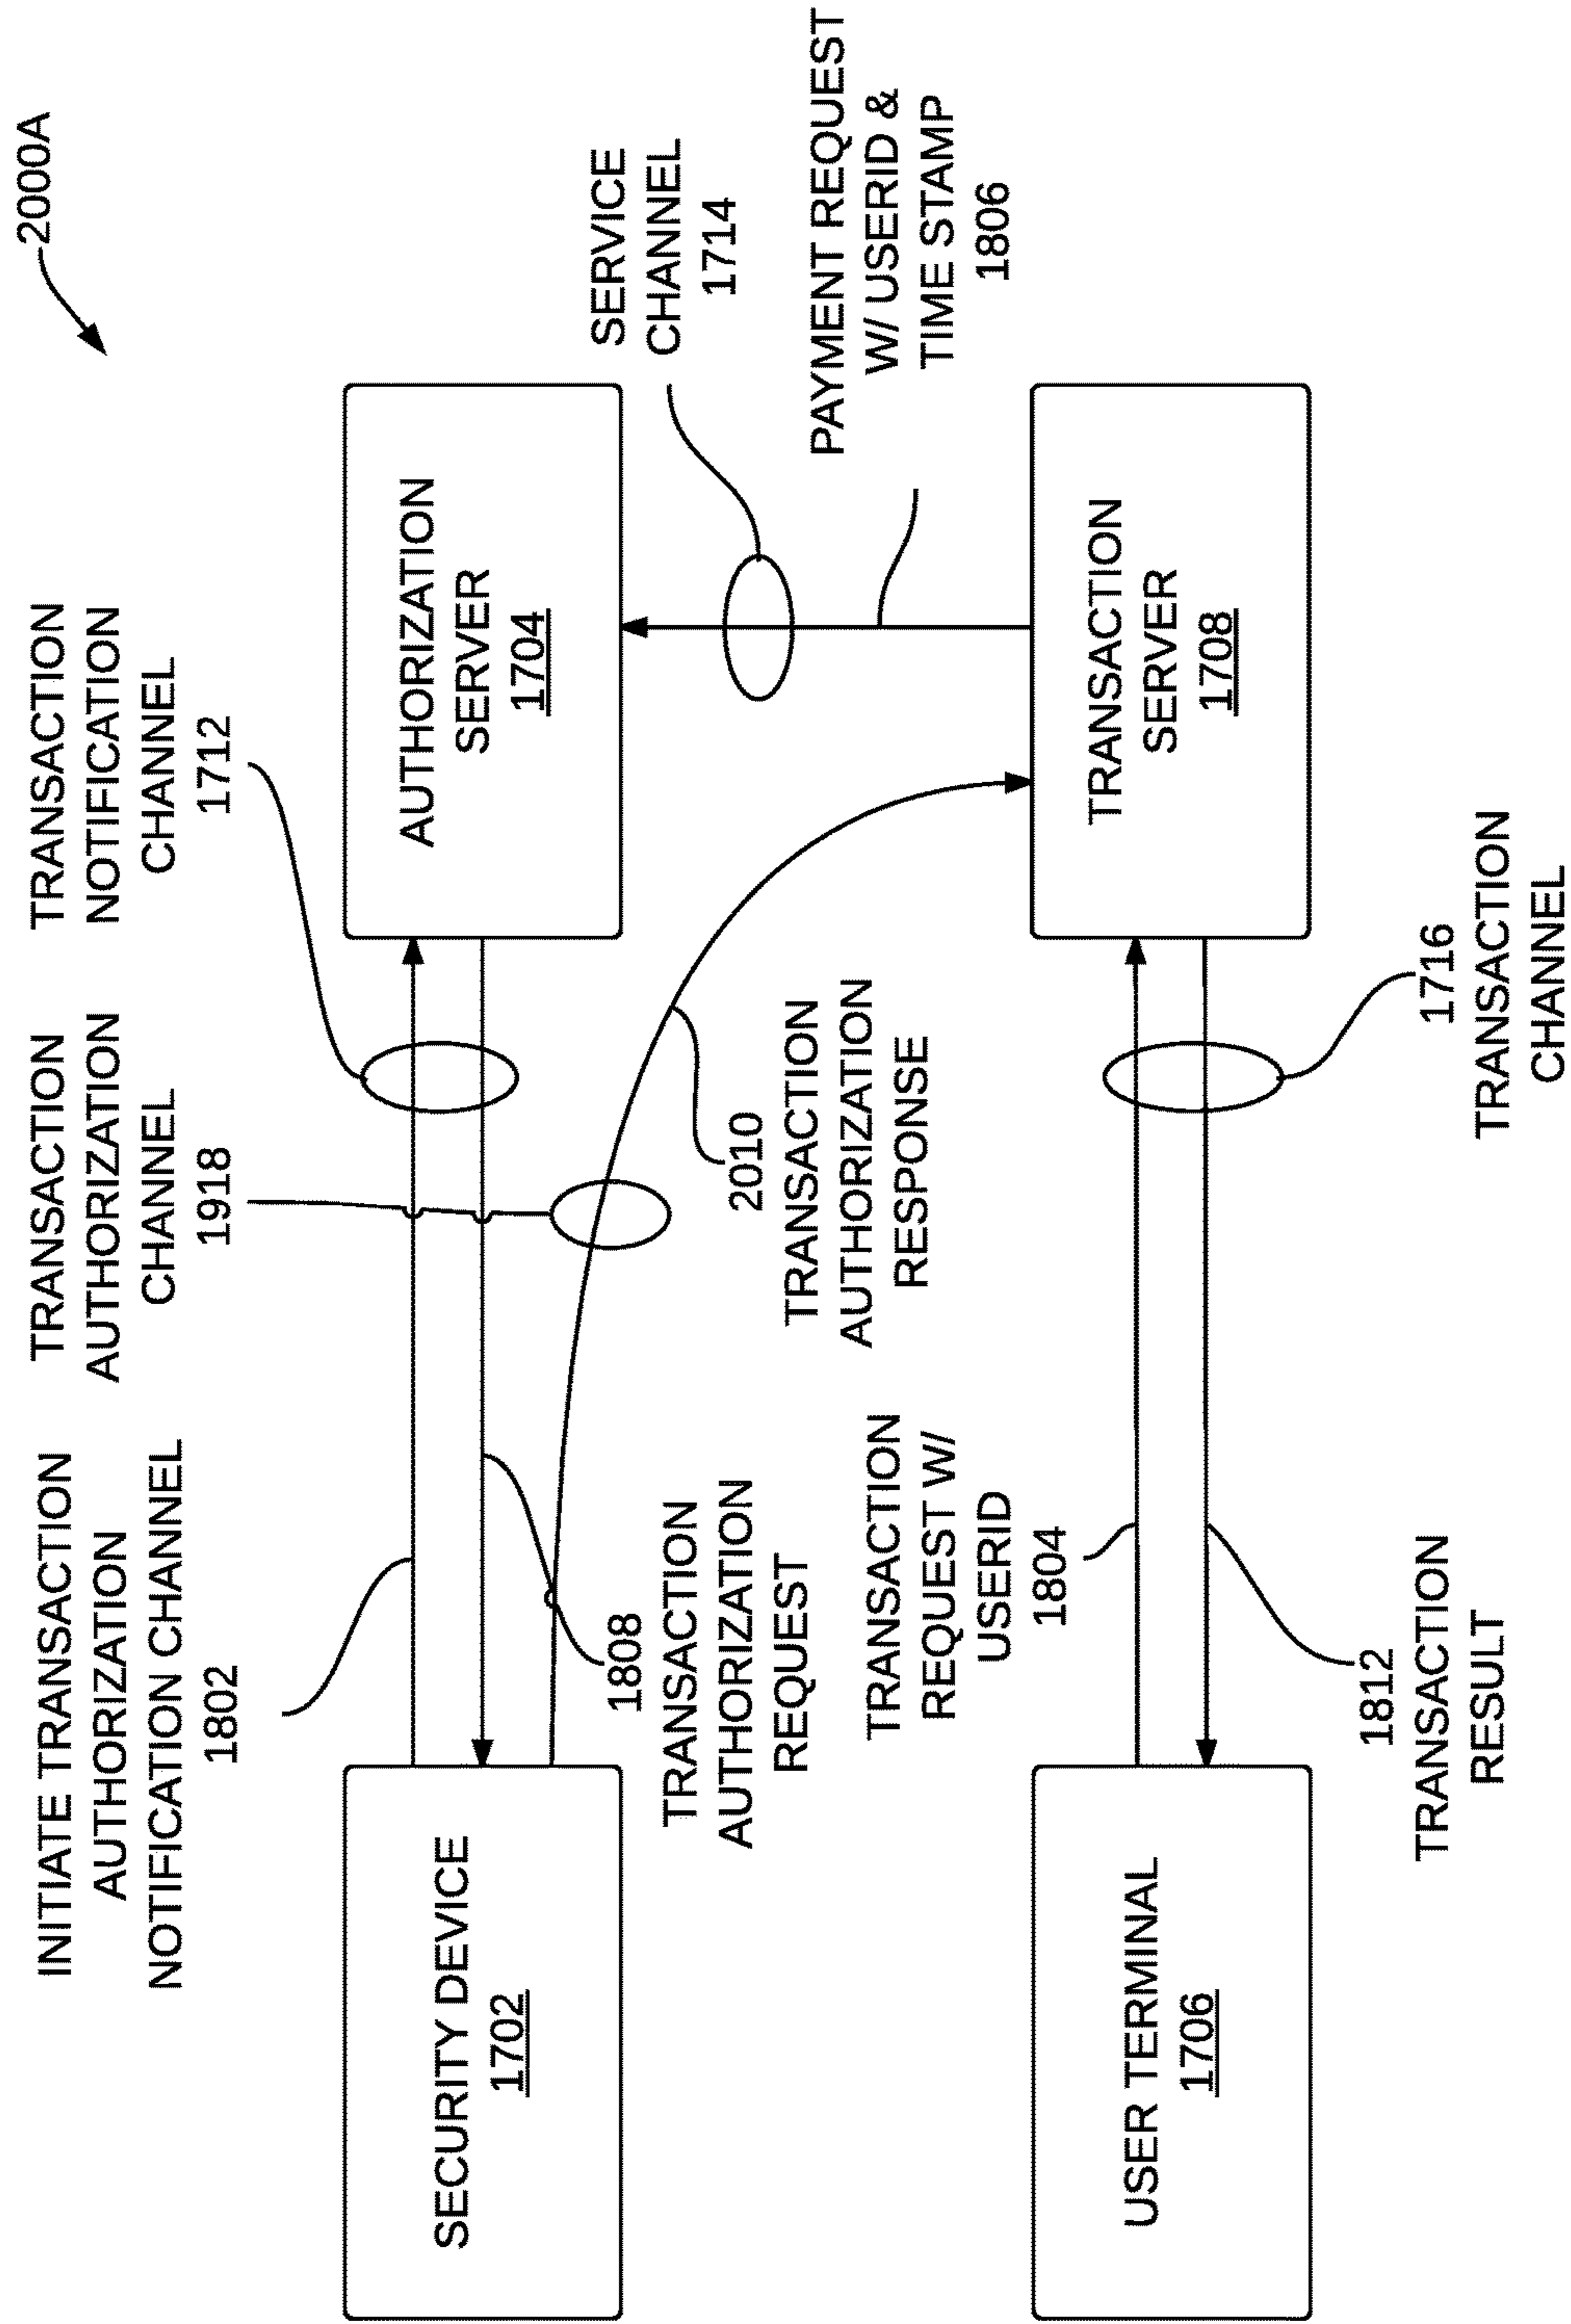 2000A
INITIATE TRANSACTION
AUTHORIZATION
NOTIFICATION CHANNEL
1802
TRANSACTION
AUTHORIZATION
CHANNEL
1918
TRANSACTION
NOTIFICATION
CHANNEL
1712
SECURITY DEVICE
1702
AUTHORIZATION
SERVER
1704
SERVICE
CHANNEL
1714
1808
TRANSACTION
AUTHORIZATION
REQUEST
2010
TRANSACTION
AUTHORIZATION
RESPONSE
PAYMENT REQUEST
W/ USERID &
TIME STAMP
1806
TRANSACTION
REQUEST W/
USERID
1804
USER TERMINAL
1706
TRANSACTION
SERVER
1708
1812
TRANSACTION
RESULT
1716
TRANSACTION
CHANNEL